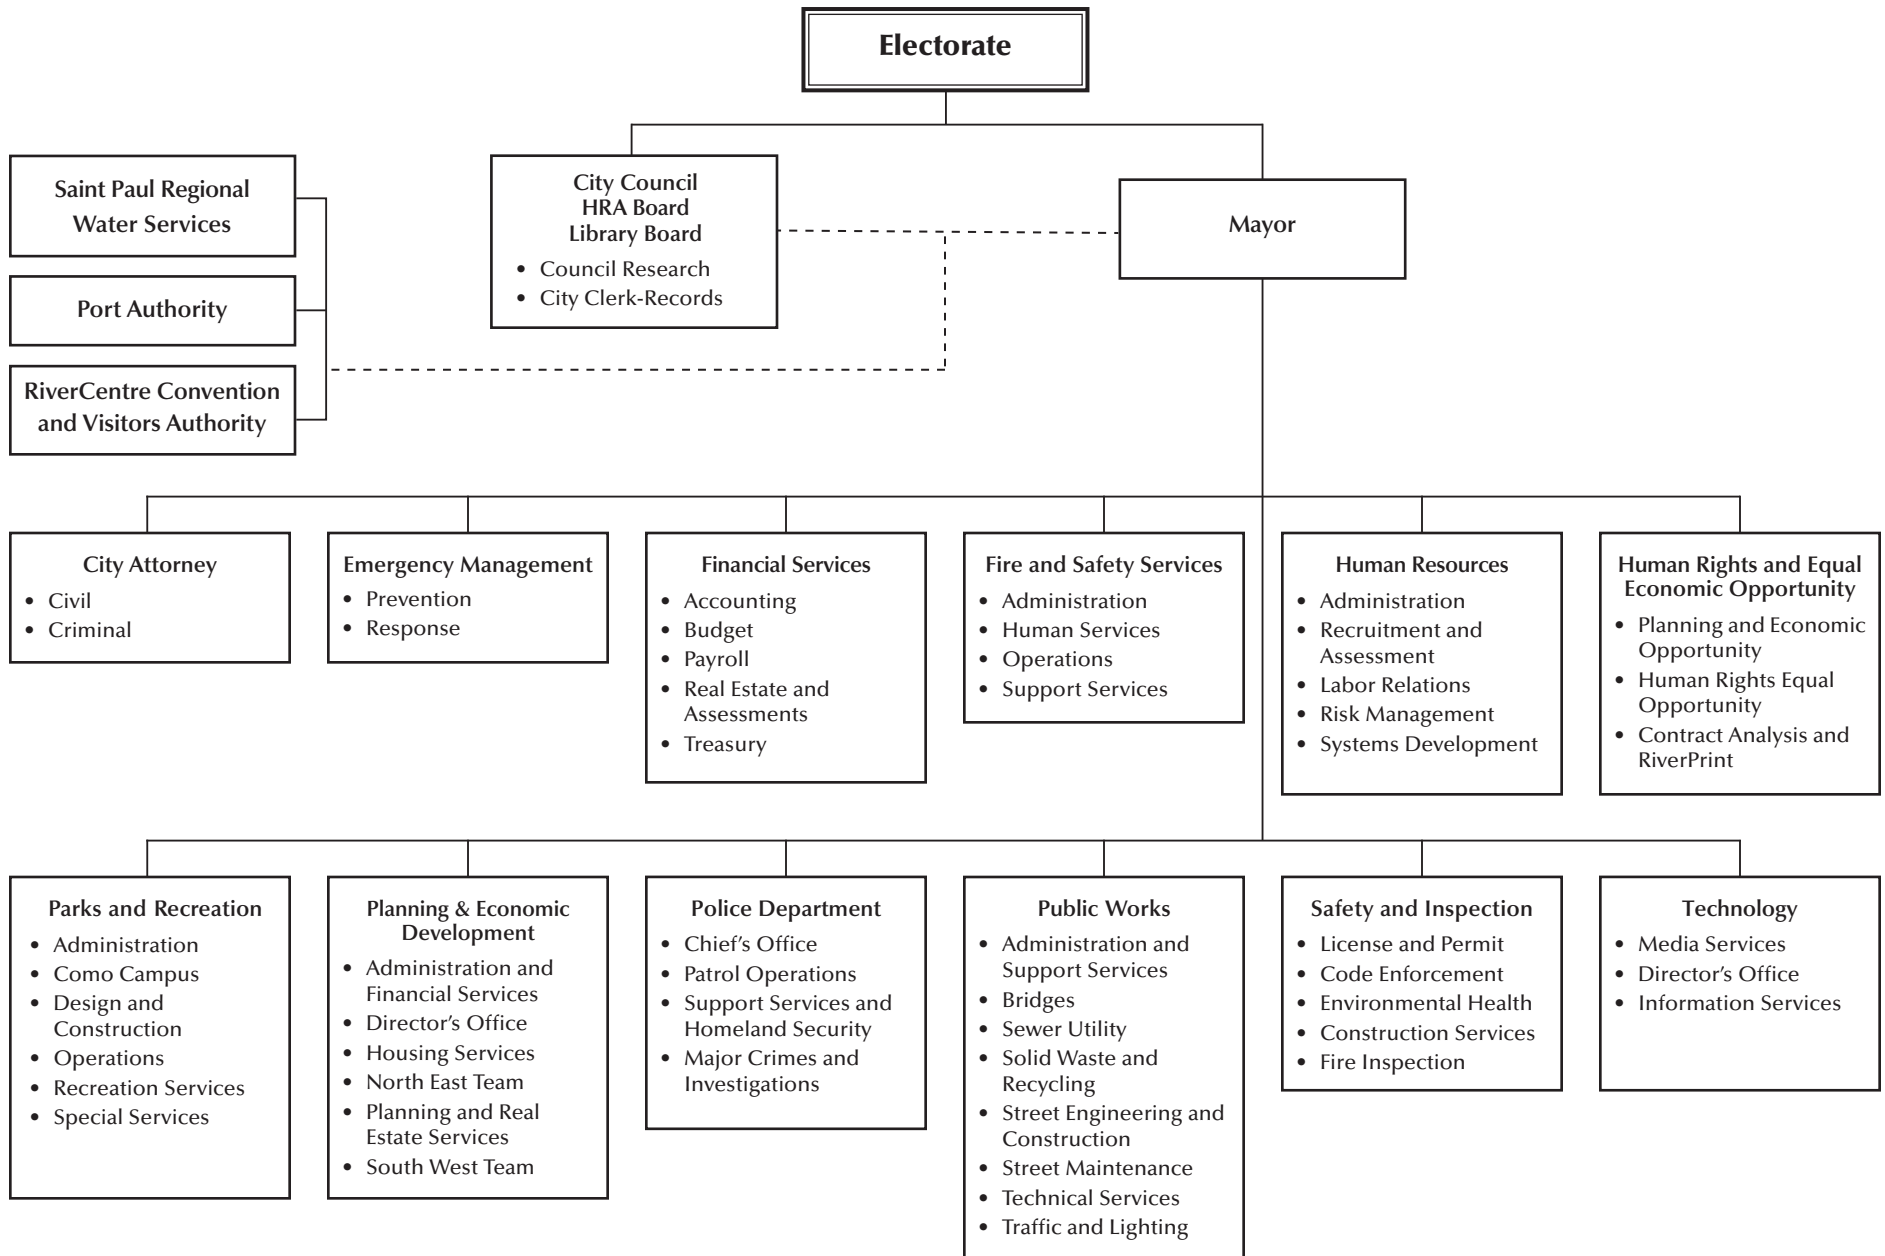 Electorate
Saint Paul Regional
Water Services
Port Authority
RiverCentre Convention
and Visitors Authority
City Council
HRA Board
Library Board
• Council Research
• City Clerk-Records
Mayor
City Attorney
• Civil
• Criminal
Emergency Management
• Prevention
• Response
Financial Services
• Accounting
• Budget
• Payroll
• Real Estate and
Assessments
• Treasury
Fire and Safety Services
• Administration
• Human Services
• Operations
• Support Services
Human Resources
• Administration
• Recruitment and
Assessment
• Labor Relations
• Risk Management
• Systems Development
Human Rights and Equal
Economic Opportunity
• Planning and Economic
Opportunity
• Human Rights Equal
Opportunity
• Contract Analysis and
RiverPrint
Parks and Recreation
• Administration
• Como Campus
• Design and
Construction
• Operations
• Recreation Services
• Special Services
Planning & Economic
Development
• Administration and
Financial Services
• Director’s Office
• Housing Services
• North East Team
• Planning and Real
Estate Services
• South West Team
Police Department
• Chief’s Office
• Patrol Operations
• Support Services and
Homeland Security
• Major Crimes and
Investigations
Public Works
• Administration and
Support Services
• Bridges
• Sewer Utility
• Solid Waste and
Recycling
• Street Engineering and
Construction
• Street Maintenance
• Technical Services
• Traffic and Lighting
Safety and Inspection
• License and Permit
• Code Enforcement
• Environmental Health
• Construction Services
• Fire Inspection
Technology
• Media Services
• Director’s Office
• Information Services